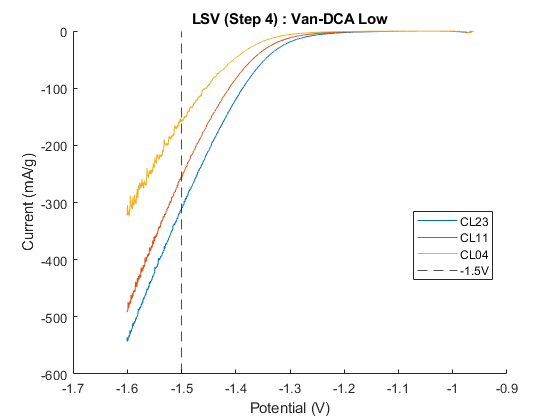 LSV (Step 4) : Van-DCA Low
0
-100
-200
-300
-400
-500
-600
Current (mA/g)
CL23
CL11
CL04
-1.5V
-1.7 -1.6 -1.5 -1.4 -1.3 -1.2 -1.1 -1 -0.9
Potential (V)